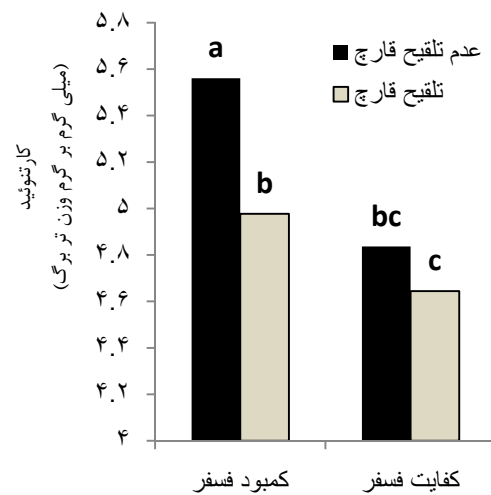 ۵.۸
۵.۶
۵.۴
۵.۲
۵
۴.۸
۴.۶
۴.۴
۴.۲
۴
کارتنوئید
(میلی گرم بر گرم وزن تر برگ)
عدم تلقیح قارچ
تلقیح قارچ
a
b
bc
c
کمبود فسفر
کفایت فسفر